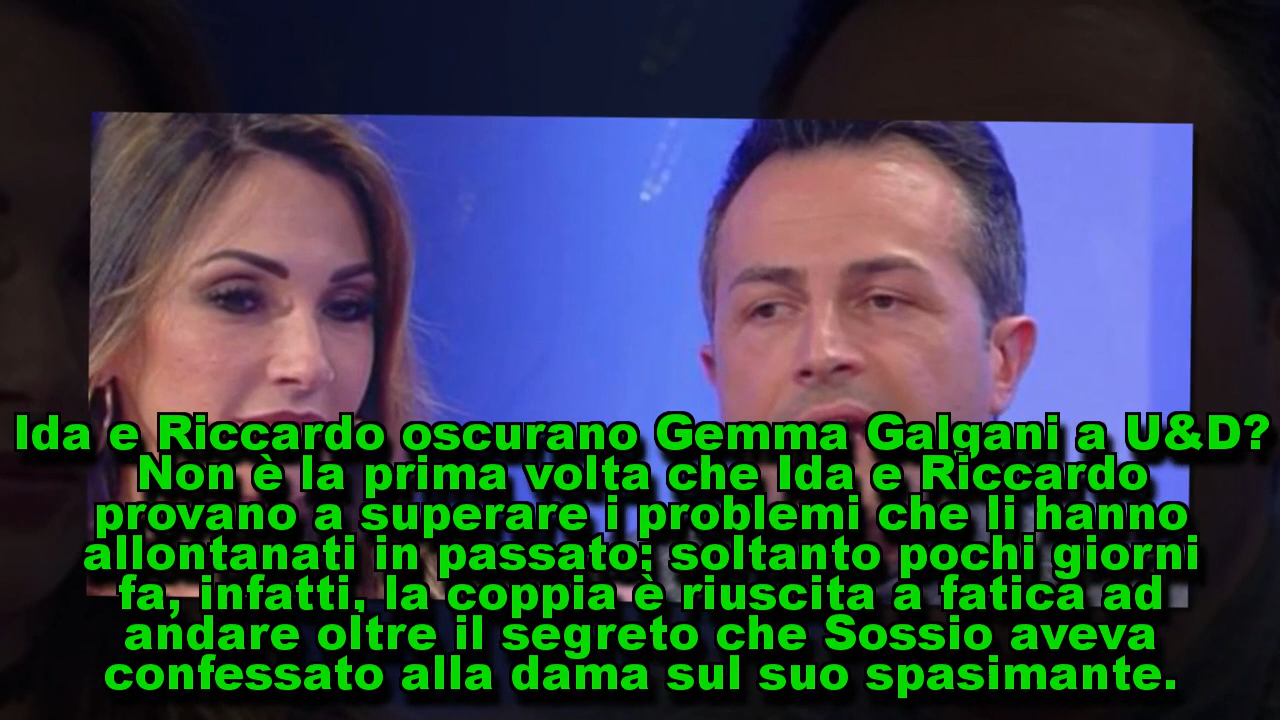 Ida e Riccardo oscurano Gemma Galgani a U&D?
Non è la prima volta che Ida e Riccardo
provano a superare i problemi che li hanno
allontanati in passato: soltanto pochi giorni
fa, infatti, la coppia è riuscita a fatica ad
andare oltre il segreto che Sossio aveva
confessato alla dama sul suo spasimante.